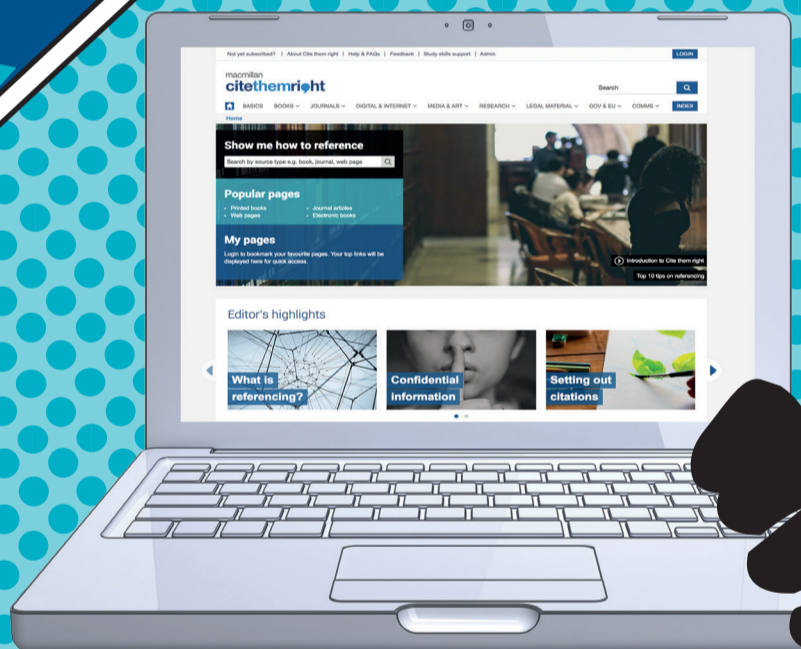 Not yet subscribed? | About Cite them right | Help & FAQs | Feedback | Study skills support | Admin
LOGIN
macmillan
citethemright
Search
BASICS BOOKS JOURNALS DIGITAL & INTERNET MEDIA & ART RESEARCH LEGAL MATERIAL GOV & EU COMMS INDEX
Home
Show me how to reference
Search by source type e.g. book, journal, web page
Popular pages
• Printed books • Journal articles
• Web pages • Electronic books
My pages
Login to bookmark your favourite pages. Your top links will be
displayed here for quick access.
Introduction to Cite them right
Top 10 tips on referencing
Editor's highlights
What is
referencing?
Confidential
information
Setting out
citations